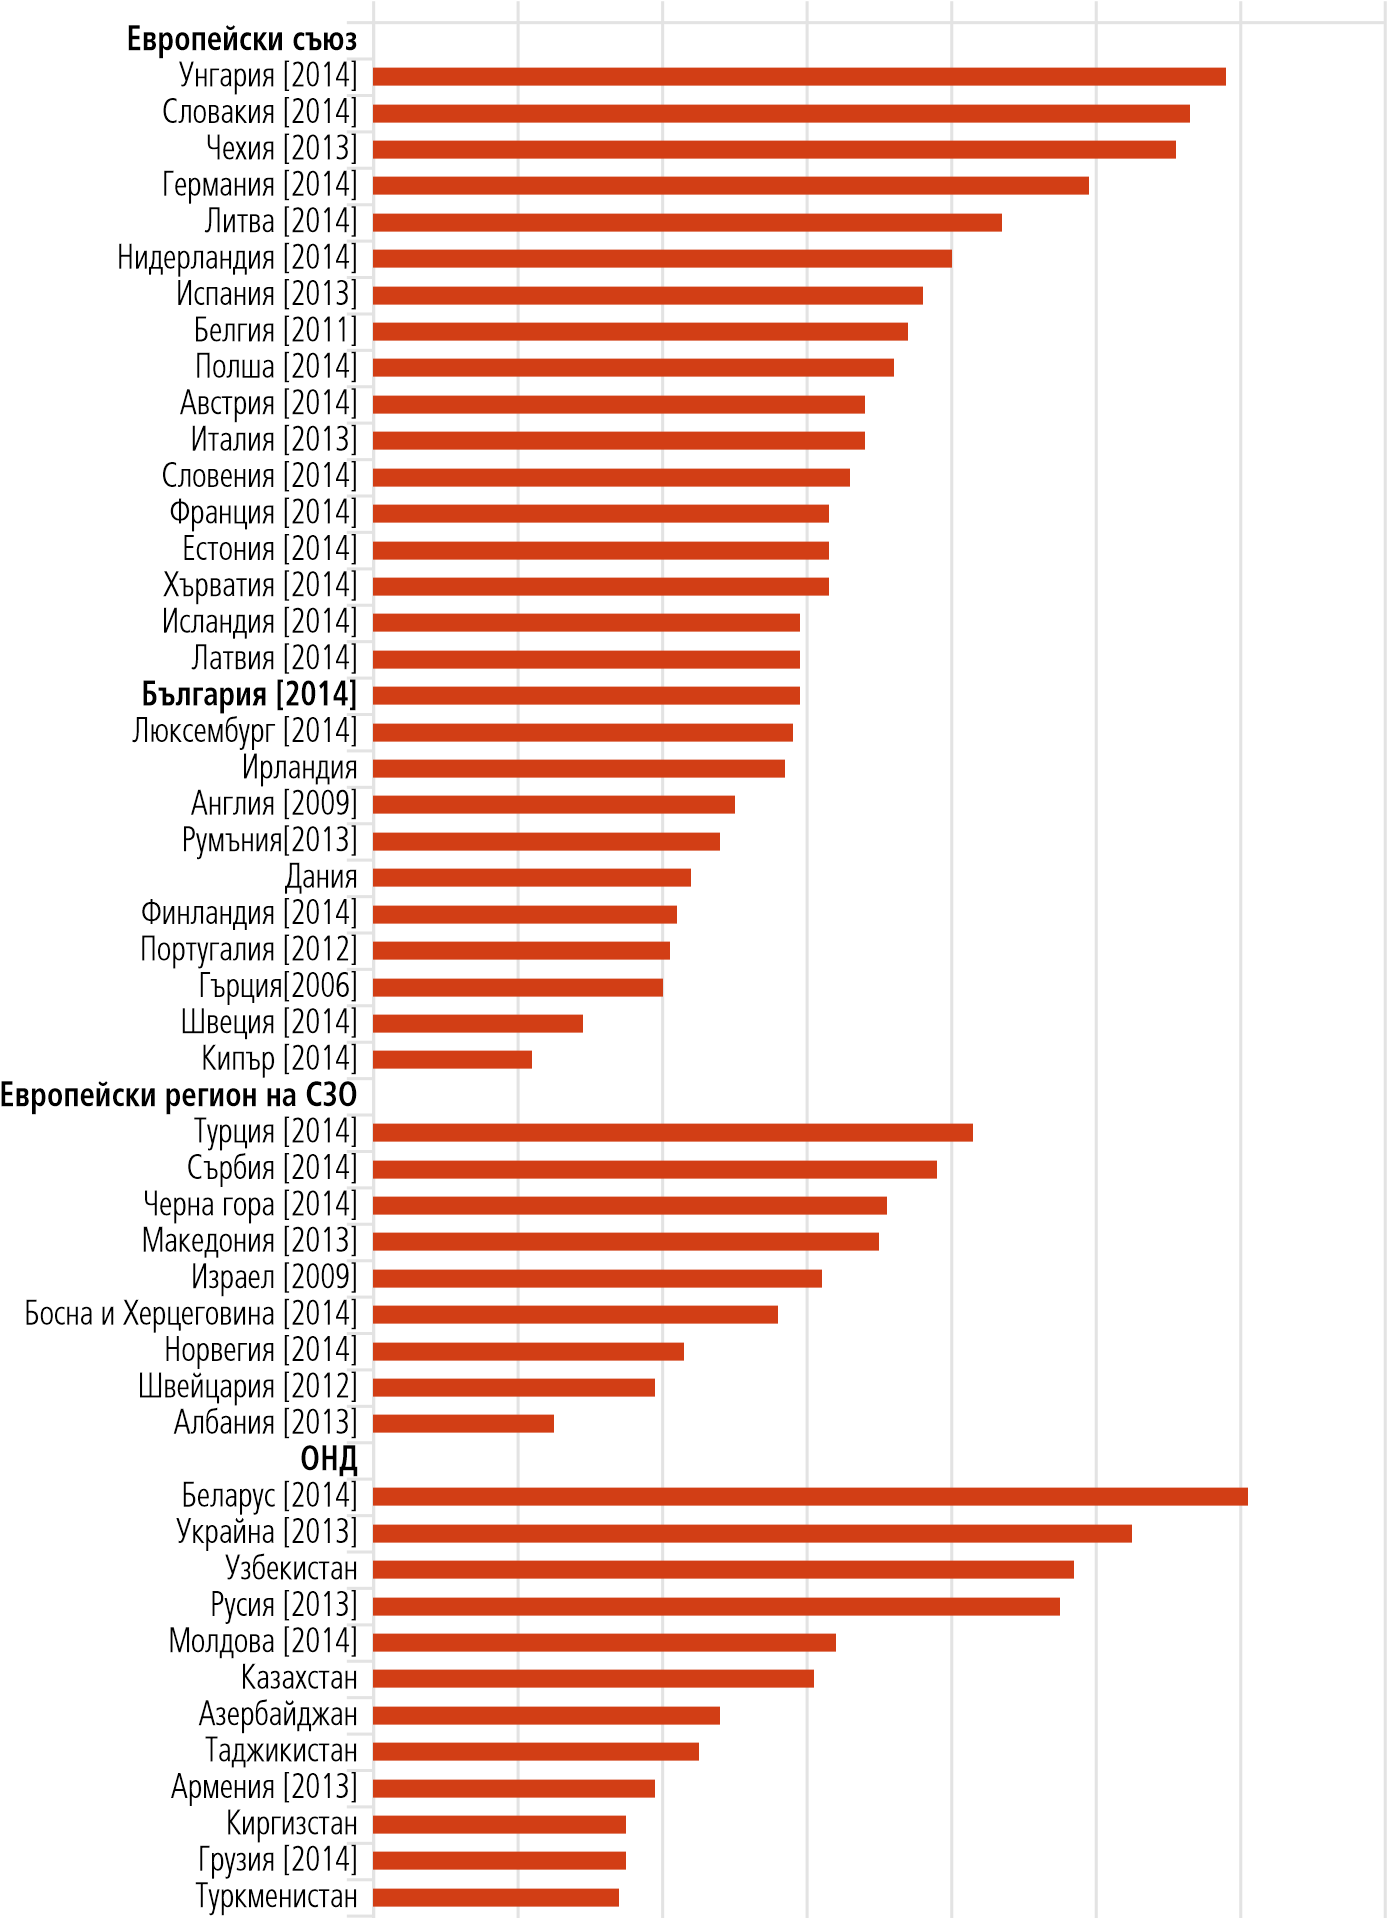 Европейски съюз
Унгария [2014]
Словакия [2014]
Чехия [2013]
Германия [2014]
Литва [2014]
Нидерландия [2014]
Испания [2013]
Белгия [2011]
Полша [2014]
Австрия [2014]
Италия [2013]
Словения [2014]
Франция [2014]
Естония [2014]
Хърватия [2014]
Исландия [2014]
Латвия [2014]
България [2014]
Люксембург [2014]
Ирландия
Англия [2009]
Румъния[2013]
Дания
Финландия [2014]
Португалия [2012]
Гърция[2006]
Швеция [2014]
Кипър [2014]
Европейски регион на СЗО
Турция [2014]
Сърбия [2014]
Черна гора [2014]
Македония [2013]
Израел [2009]
Босна и Херцеговина [2014]
Норвегия [2014]
Швейцария [2012]
Албания [2013]
ОНД
Беларус [2014]
Украйна [2013]
Узбекистан
Русия [2013]
Молдова [2014]
Казахстан
Азербайджан
Таджикистан
Армения [2013]
Киргизстан
Грузия [2014]
Туркменистан